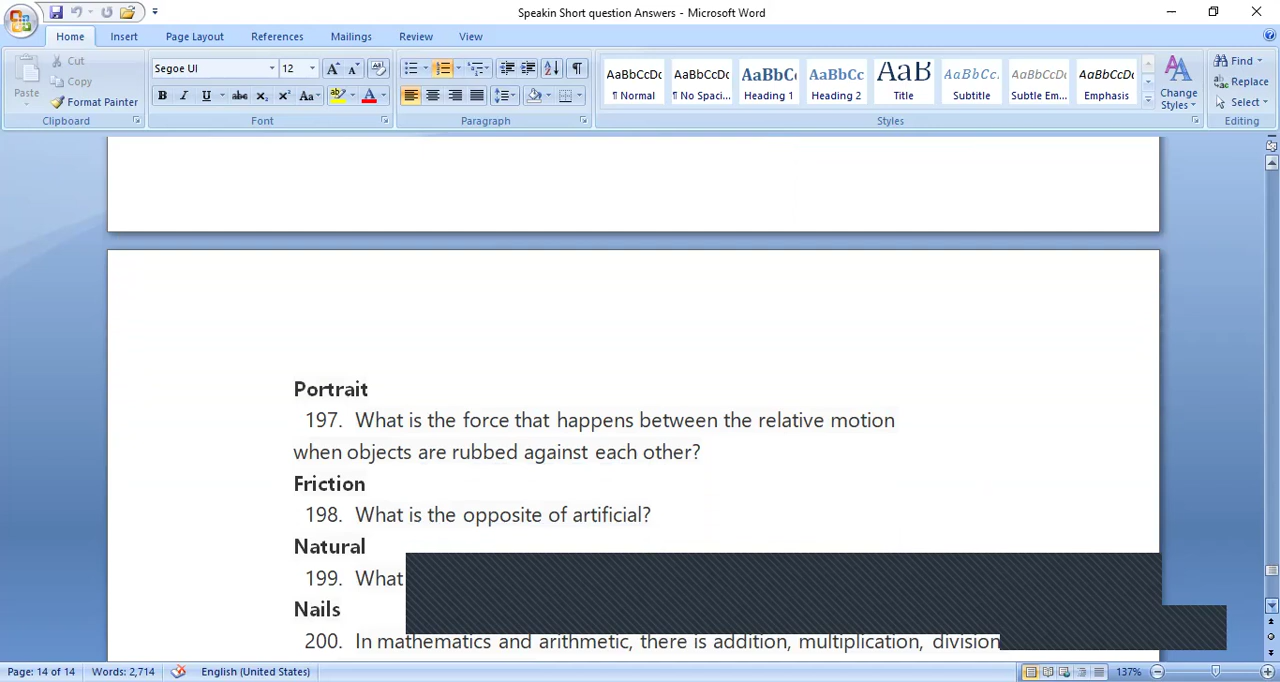 Speakin Short question Answers - Microsoft Word
Home Insert Page Layout References Mailings Review View
Paste
Cut
Copy
Format Painter
Clipboard
Segoe UI 12
Font
Paragraph
AaBbCcDc AaBbCcDc AaBbC AaBbCc AaB AaBbCc. AaBbCcDc AaBbCcDc
¶ Normal ¶ No Spaci... Heading 1 Heading 2 Title Subtitle Subtle Em... Emphasis
Styles
Change Styles
Find
Replace
Select
Editing
Portrait
197. What is the force that happens between the relative motion
when objects are rubbed against each other?
Friction
198. What is the opposite of artificial?
Natural
199. What
Nails
200. In mathematics and arithmetic, there is addition, multiplication, division
Page: 14 of 14 Words: 2,714 English (United States) 137%